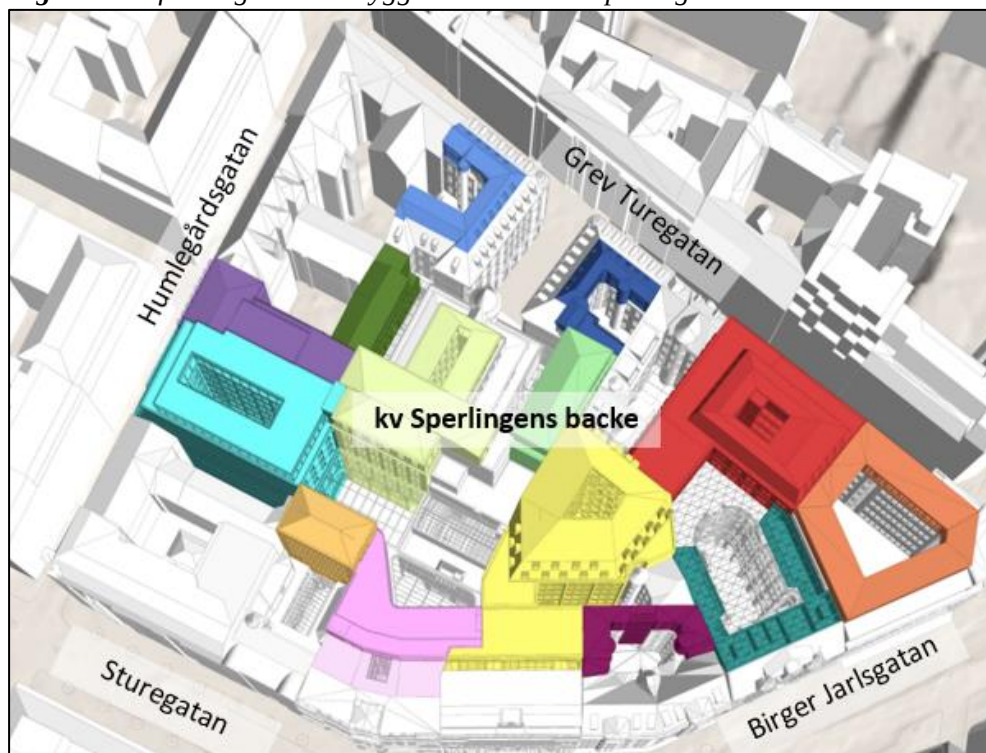 Humlegårdsgatan
Grev Turegatan
kv Sperlingens backe
Sturegatan
Birger Jarlsgatan